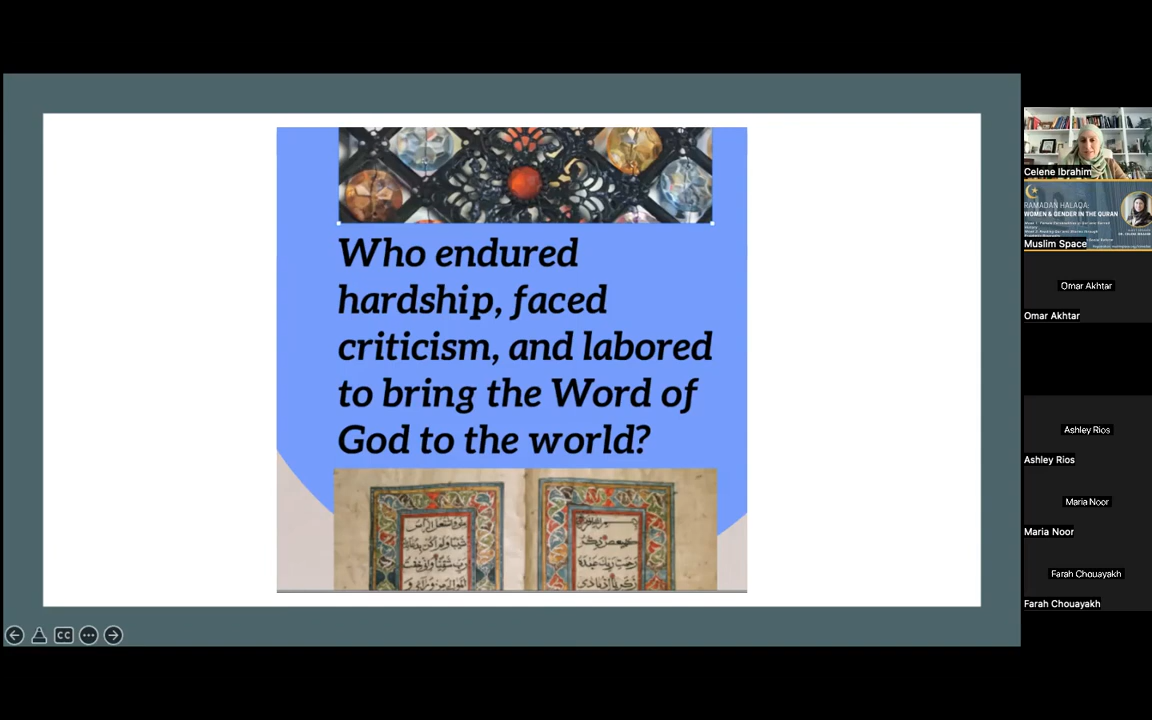 Who endured
hardship, faced
criticism, and labored
to bring the Word of
God to the world?
CC
Celene Ibrahim
RAMADAN HALAQA:
WOMEN & GENDER IN THE QURAN
Muslim Space
Omar Akhtar
Omar Akhtar
Ashley Rios
Ashley Rios
Maria Noor
Maria Noor
Farah Chouayakh
Farah Chouayakh